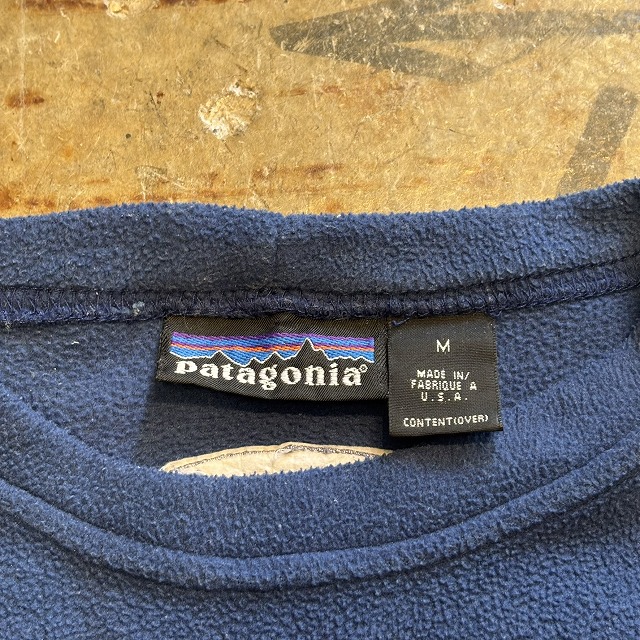 patagonia®
M
MADE IN/
FABRIQUE A
U.S.A.
CONTENT(OVER)